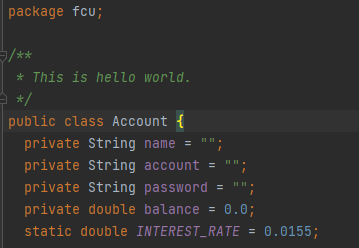 package fcu;
/**
 * This is hello world.
 */
public class Account {
  private String name = "";
  private String account = "";
  private String password = "";
  private double balance = 0.0;
  static double INTEREST_RATE = 0.0155;